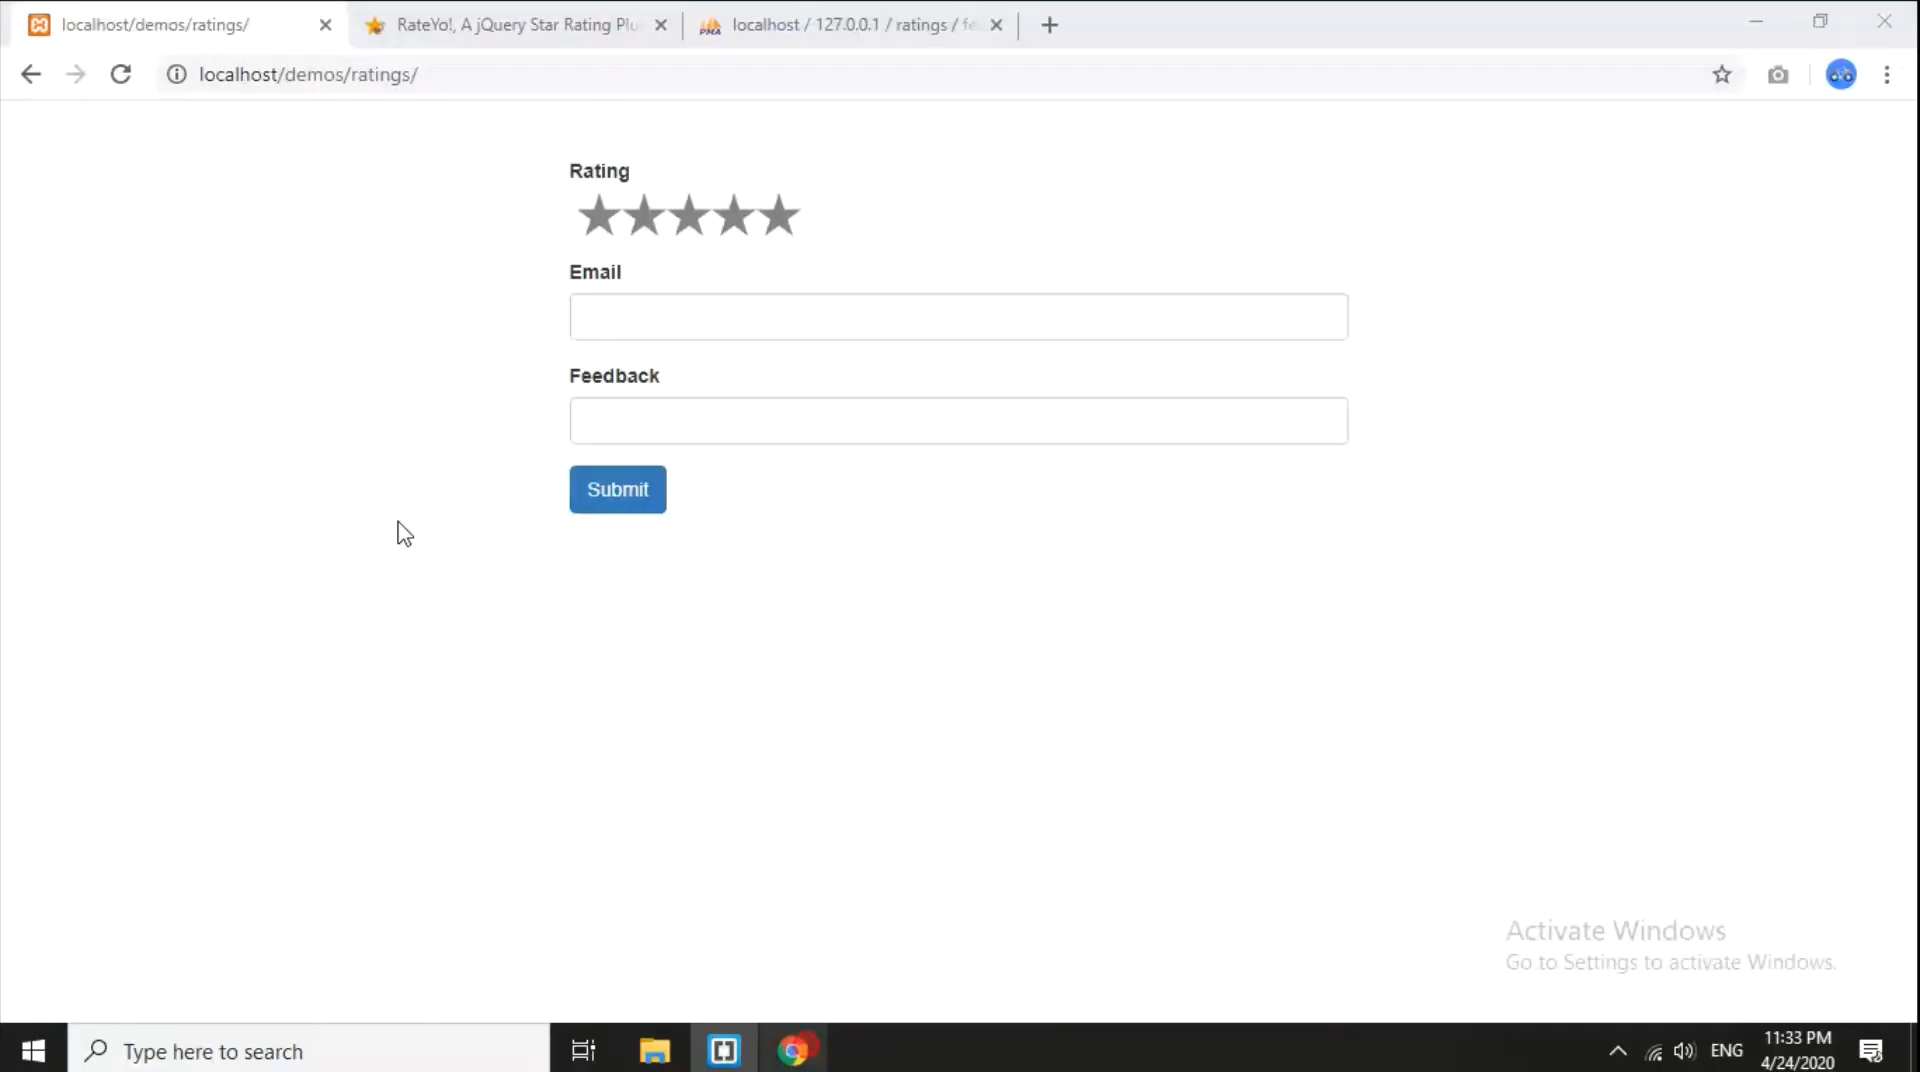 localhost/demos/ratings/
RateYo!, A jQuery Star Rating Plu
PMA
localhost / 127.0.0.1 / ratings / fe
localhost/demos/ratings/
Rating
Email
Feedback
Submit
Activate Windows
Go to Settings to activate Windows.
Type here to search
ENG
11:33 PM
4/24/2020